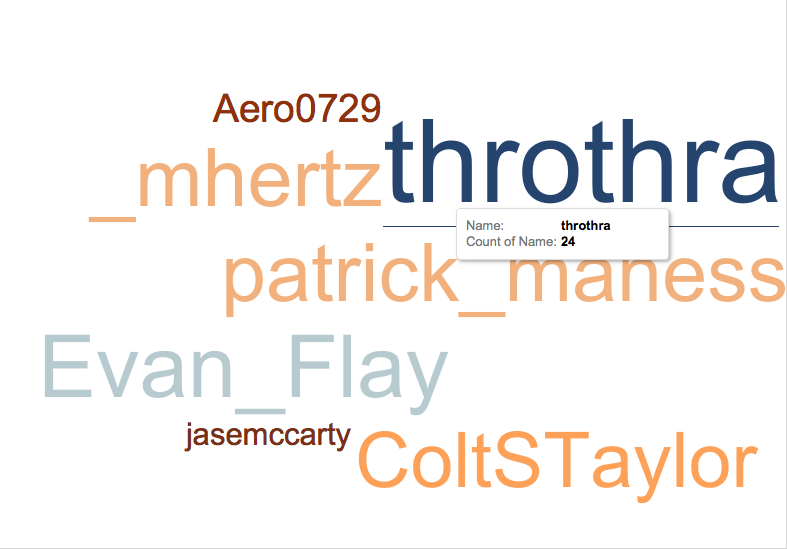 Aero0729
_mhertz
throthra
Name: throthra
Count of Name: 24
patrick_maness
Evan_Flay
jasemccarty
ColtSTaylor